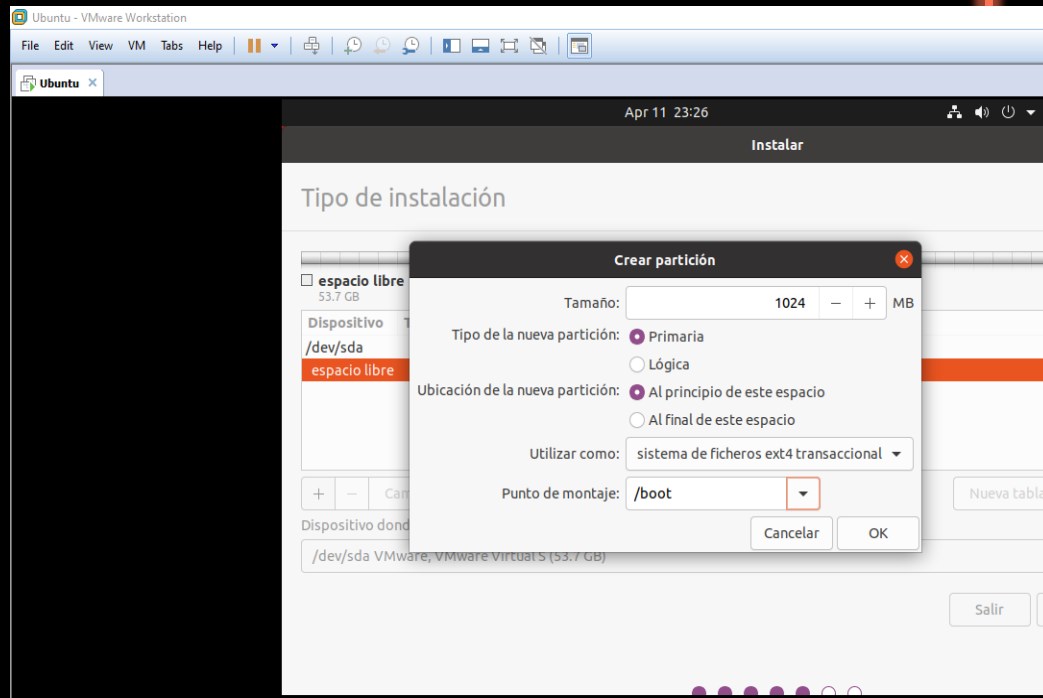 Ubuntu - VMware Workstation
File Edit View VM Tabs Help
Ubuntu
Apr 11 23:26
Instalar
Tipo de instalación
Crear partición
espacio libre
53.7 GB
Tamaño: 1024 MB
Dispositivo
Tipo de la nueva partición: Primaria
/dev/sda
Lógica
espacio libre
Ubicación de la nueva partición: Al principio de este espacio
Al final de este espacio
Utilizar como: sistema de ficheros ext4 transaccional
Punto de montaje: /boot
Nueva
Cancelar OK
Dispositivo
/dev/sda VMware, VMware Virtual S (53.7 GB)
Salir